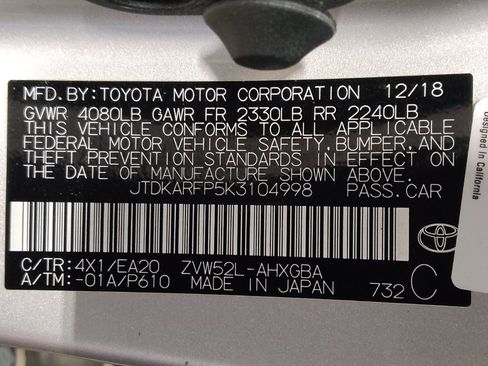 MFD. BY: TOYOTA MOTOR CORPORATION 12/18
GVWR 4080LB GAWR FR 2330LB RR 2240LB
THIS VEHICLE CONFORMS TO ALL APPLICABLE
FEDERAL MOTOR VEHICLE SAFETY, BUMPER, AND
THEFT PREVENTION STANDARDS IN EFFECT ON
THE DATE OF MANUFACTURE SHOWN ABOVE.
JTDKARFP5K3104998 PASS. CAR
C/TR: 4X1/EA20 ZVW52L-AHXGBA
A/TM: -01A/P610 MADE IN JAPAN 732 C
TOYOTA
ed in California